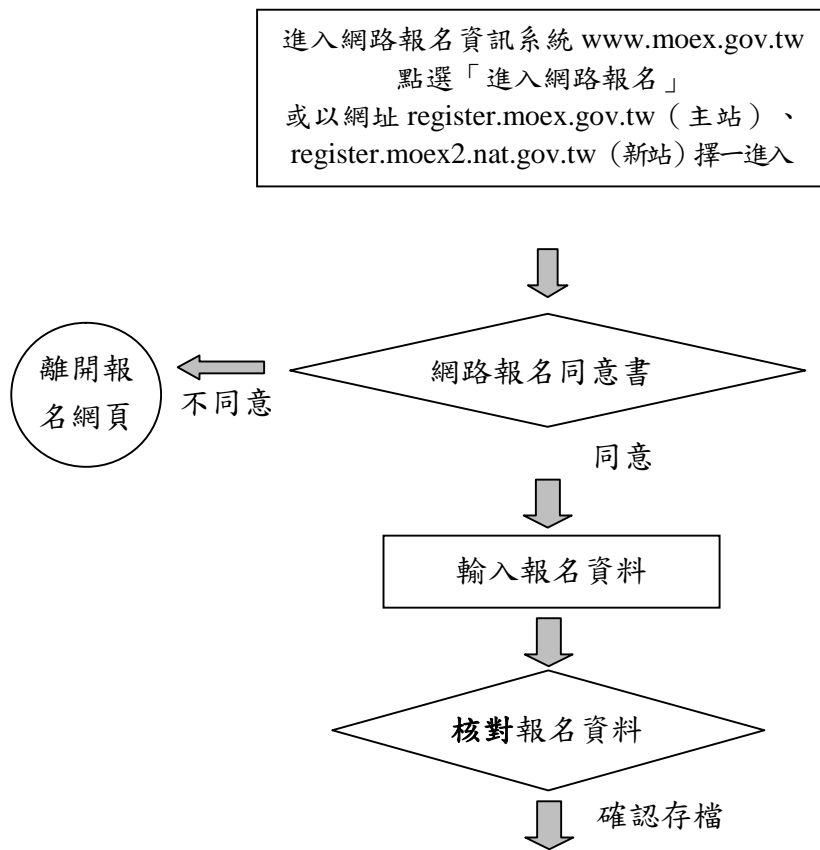 進入網路報名資訊系統 www.moex.gov.tw
點選「進入網路報名」
或以網址 register.moex.gov.tw(主站)、
register.moex2.nat.gov.tw(新站)擇一進入
網路報名同意書
離開報
名網頁
不同意
同意
輸入報名資料
核對報名資料
確認存檔